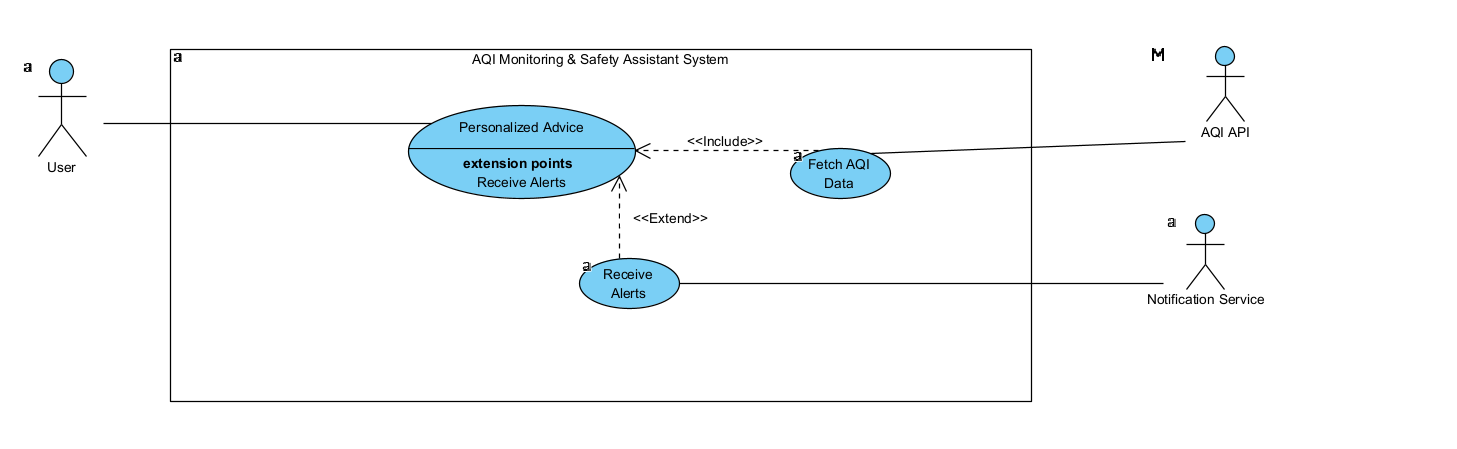 a
User
a
AQI Monitoring & Safety Assistant System
Personalized Advice
extension points
Receive Alerts
<<Include>>
a
Fetch AQI
Data
<<Extend>>
a
Receive
Alerts
M
AQI API
a
Notification Service